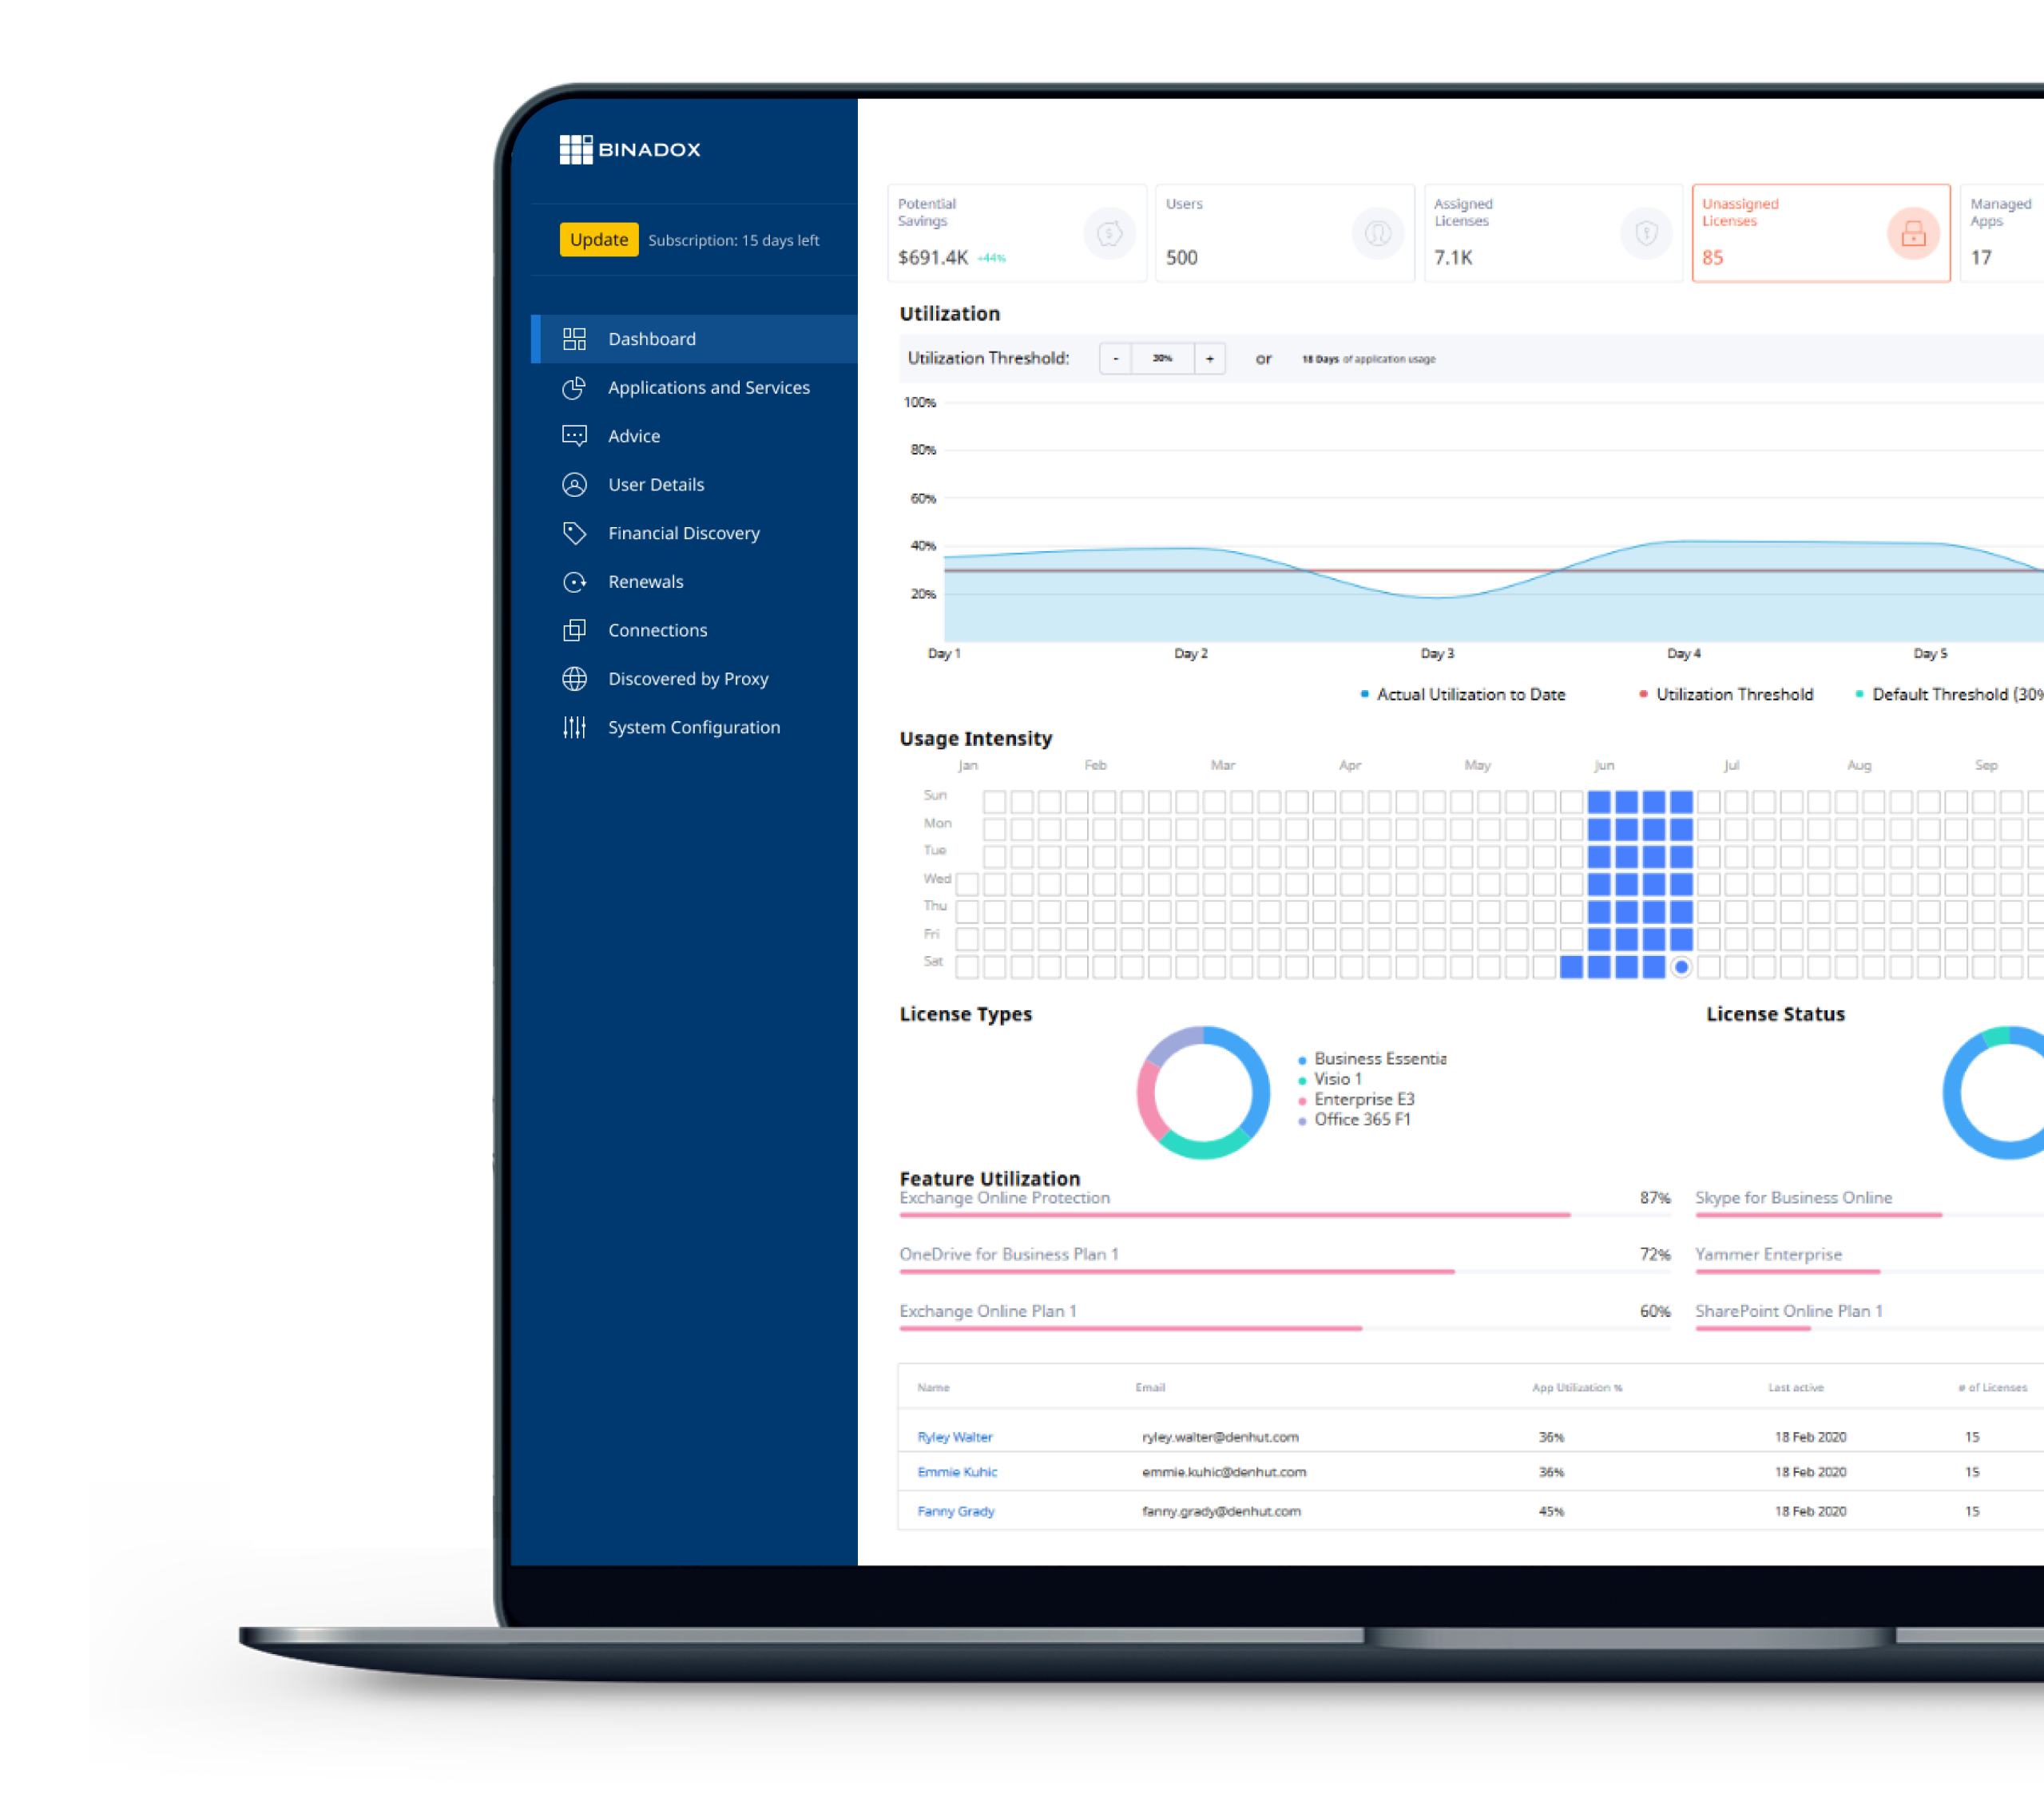 BINADOX
Update Subscription: 15 days left
Dashboard
Applications and Services
Advice
User Details
Financial Discovery
Renewals
Connections
Discovered by Proxy
System Configuration
Potential
Savings
$691.4K +44%
Users
500
Assigned
Licenses
7.1K
Unassigned
Licenses
85
Managed
Apps
17
Utilization
Utilization Threshold: - 30% + or 18 Days of application usage
100%
80%
60%
40%
20%
Day 1 Day 2 Day 3 Day 4 Day 5
Actual Utilization to Date Utilization Threshold Default Threshold (30%
Usage Intensity
Jan Feb Mar Apr May Jun Jul Aug Sep
Sun
Mon
Tue
Wed
Thu
Fri
Sat
License Types
Business Essentia
Visio 1
Enterprise E3
Office 365 F1
License Status
Feature Utilization
Exchange Online Protection 87% Skype for Business Online
OneDrive for Business Plan 1 72% Yammer Enterprise
Exchange Online Plan 1 60% SharePoint Online Plan 1
Name Email App Utilization % Last active # of Licenses
Ryley Walter ryley.walter@denhut.com 36% 18 Feb 2020 15
Emmie Kuhic emmie.kuhic@denhut.com 36% 18 Feb 2020 15
Fanny Grady fanny.grady@denhut.com 45% 18 Feb 2020 15